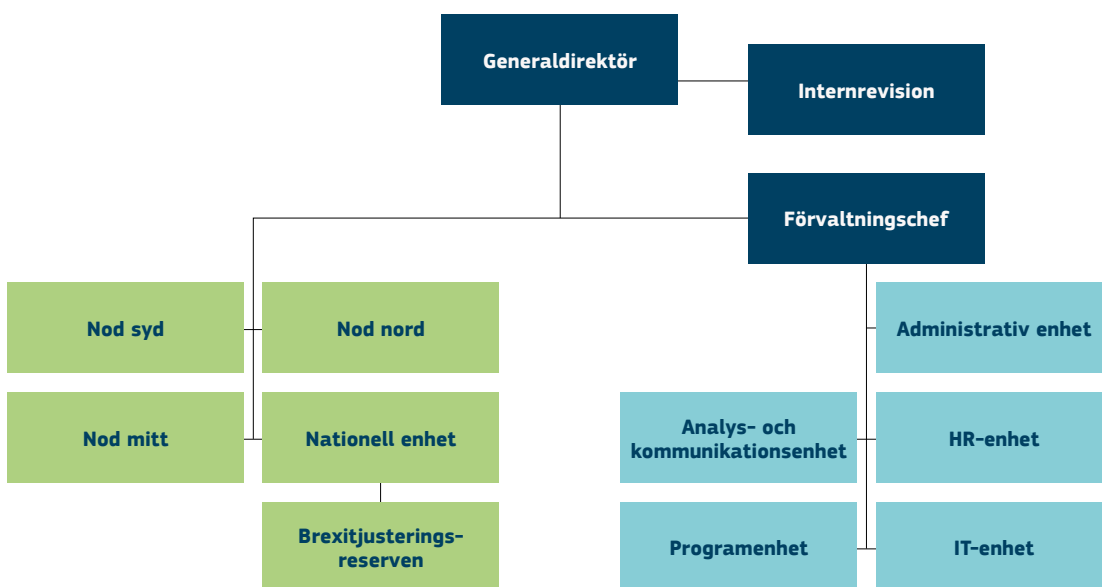 Generaldirektör
Internrevision
Förvaltningschef
Nod syd
Nod nord
Administrativ enhet
Nod mitt
Nationell enhet
Analys- och
kommunikationsenhet
HR-enhet
Brexitjusterings-
reserven
Programenhet
IT-enhet